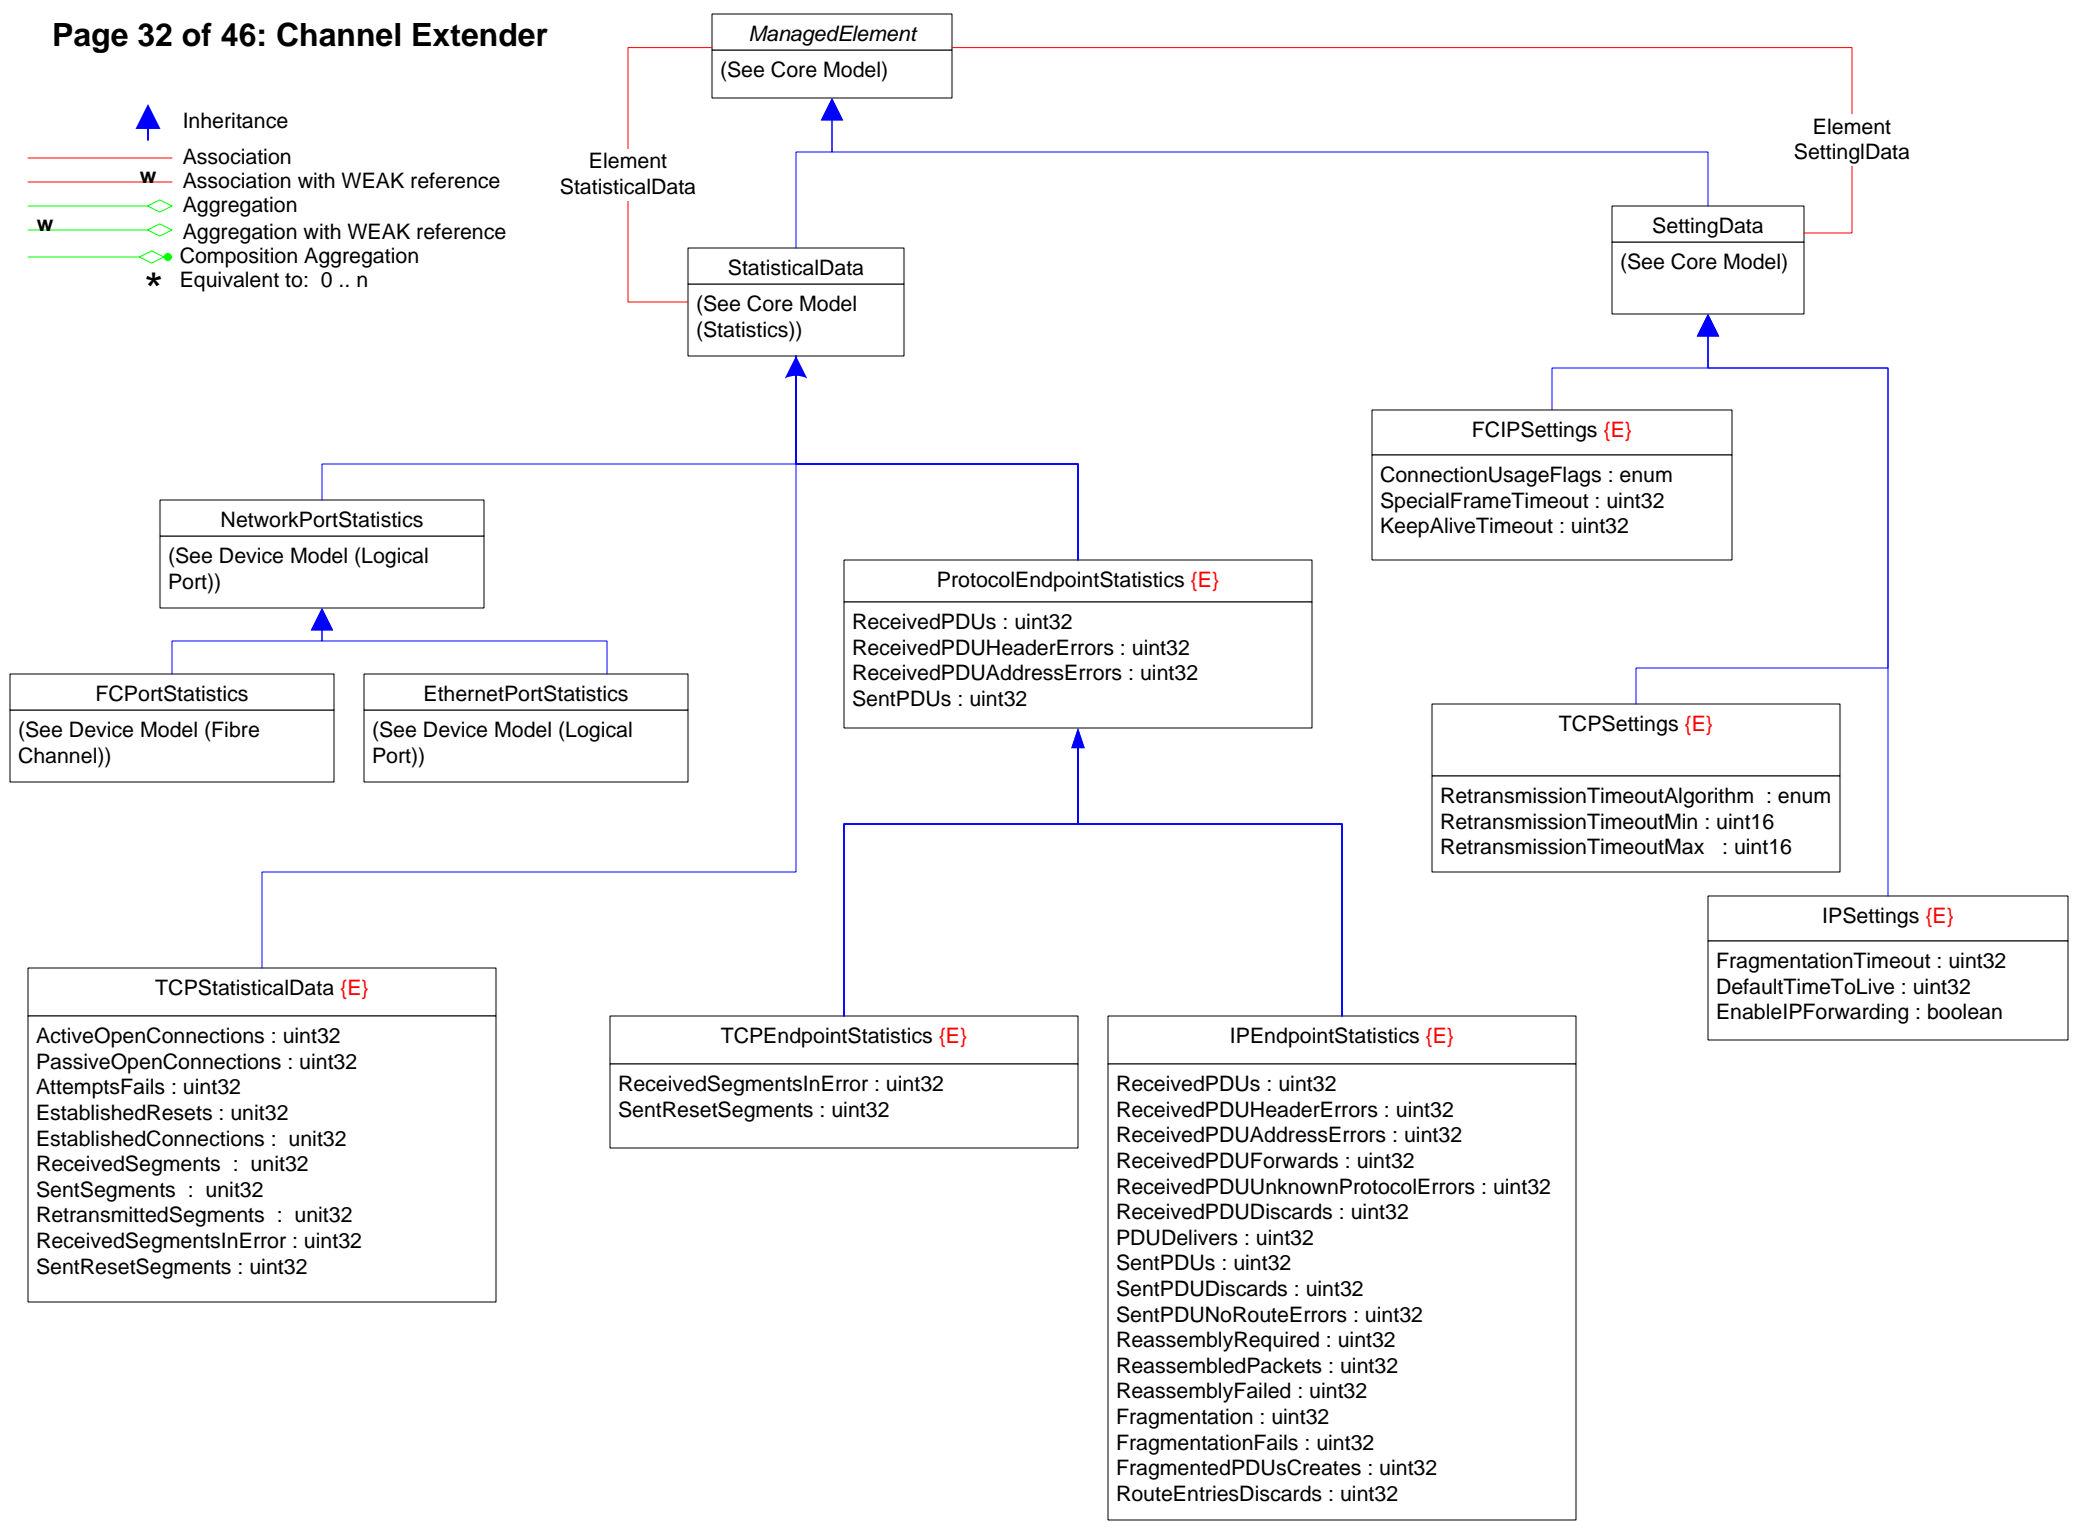 Page 32 of 46: Channel Extender
Inheritance
Association
w
Association with WEAK reference
Aggregation
w
Aggregation with WEAK reference
Composition Aggregation
* Equivalent to: 0 .. n
ManagedElement
(See Core Model)
Element
StatisticalData
Element
SettinglData
StatisticalData
(See Core Model
(Statistics))
SettingData
(See Core Model)
FCIPSettings {E}
ConnectionUsageFlags : enum
SpecialFrameTimeout : uint32
KeepAliveTimeout : uint32
NetworkPortStatistics
(See Device Model (Logical
Port))
ProtocolEndpointStatistics {E}
ReceivedPDUs : uint32
ReceivedPDUHeaderErrors : uint32
ReceivedPDUAddressErrors : uint32
SentPDUs : uint32
FCPortStatistics
(See Device Model (Fibre
Channel))
EthernetPortStatistics
(See Device Model (Logical
Port))
TCPSettings {E}
RetransmissionTimeoutAlgorithm : enum
RetransmissionTimeoutMin : uint16
RetransmissionTimeoutMax : uint16
IPSettings {E}
FragmentationTimeout : uint32
DefaultTimeToLive : uint32
EnableIPForwarding : boolean
TCPStatisticalData {E}
ActiveOpenConnections : uint32
PassiveOpenConnections : uint32
AttemptsFails : uint32
EstablishedResets : unit32
EstablishedConnections : unit32
ReceivedSegments : unit32
SentSegments : unit32
RetransmittedSegments : unit32
ReceivedSegmentsInError : uint32
SentResetSegments : uint32
TCPEndpointStatistics {E}
ReceivedSegmentsInError : uint32
SentResetSegments : uint32
IPEndpointStatistics {E}
ReceivedPDUs : uint32
ReceivedPDUHeaderErrors : uint32
ReceivedPDUAddressErrors : uint32
ReceivedPDUForwards : uint32
ReceivedPDUUnknownProtocolErrors : uint32
ReceivedPDUDiscards : uint32
PDUDelivers : uint32
SentPDUs : uint32
SentPDUDiscards : uint32
SentPDUNoRouteErrors : uint32
ReassemblyRequired : uint32
ReassembledPackets : uint32
ReassemblyFailed : uint32
Fragmentation : uint32
FragmentationFails : uint32
FragmentedPDUsCreates : uint32
RouteEntriesDiscards : uint32